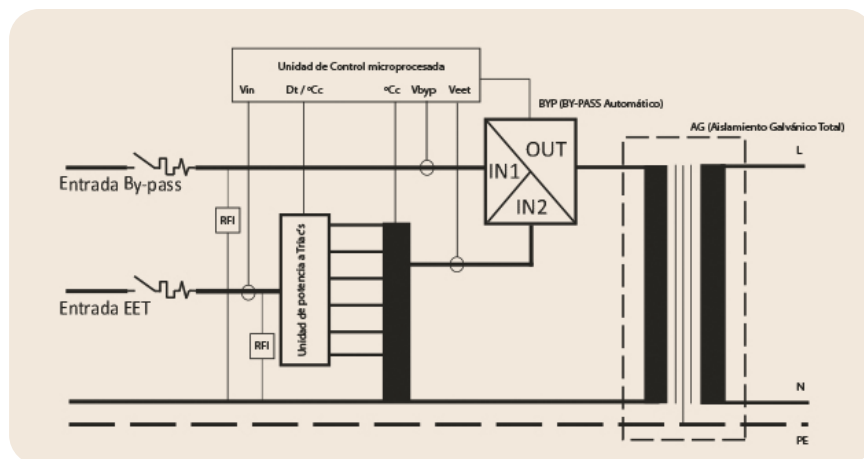 Unidad de Control microprocesada
Vin Dt / ºCc ºCc Vbyp Veet
BYP (BY-PASS Automático)
AG (Aislamiento Galvánico Total)
L
OUT
IN1
IN2
Entrada By-pass
RFI
Unidad de potencia a Triac's
Entrada EET
RFI
N
PE